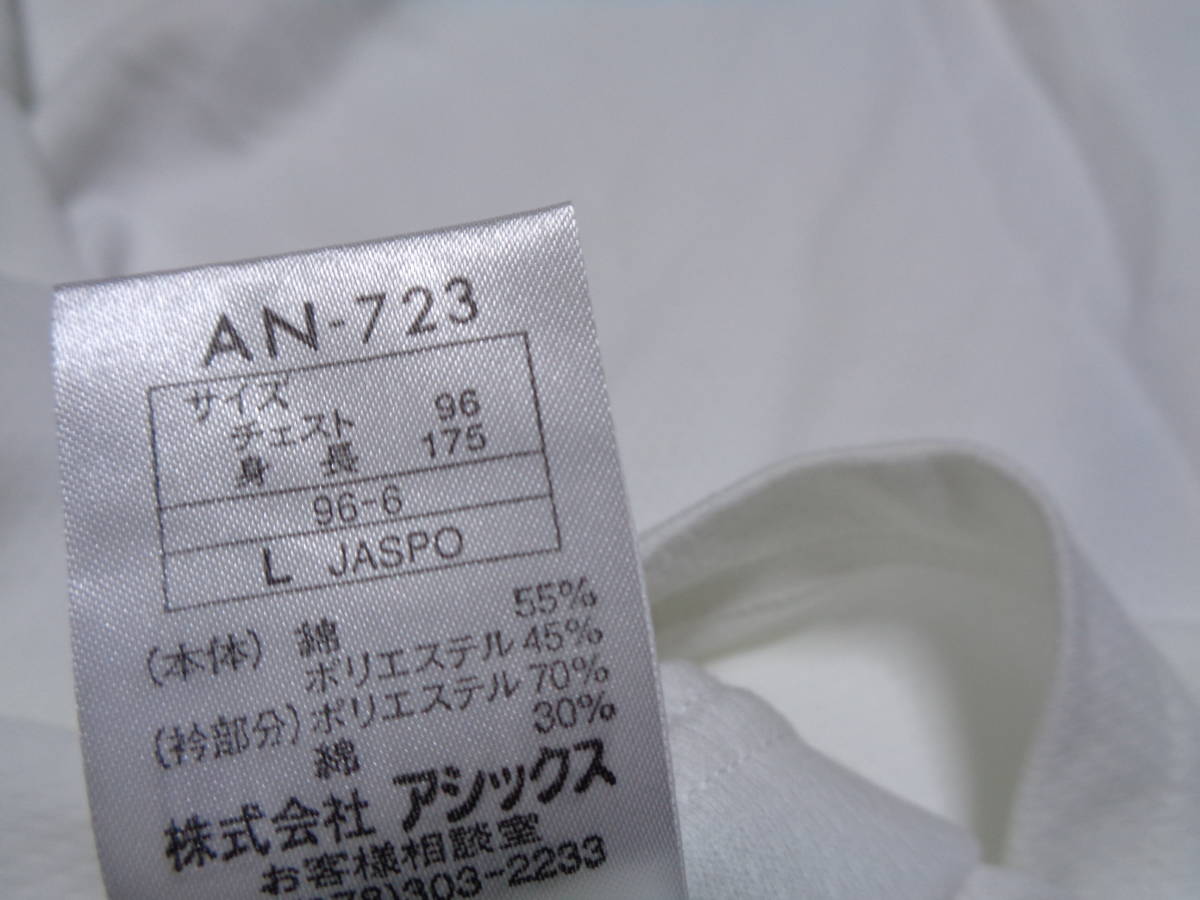 AN-723
サイズ
チェスト 96
身 長 175
96-6
L JASPO
(本体) 綿 55%
ポリエステル 45%
(衿部分) ポリエステル 70%
綿 30%
株式会社 アシックス
お客様相談室
78)303-2233